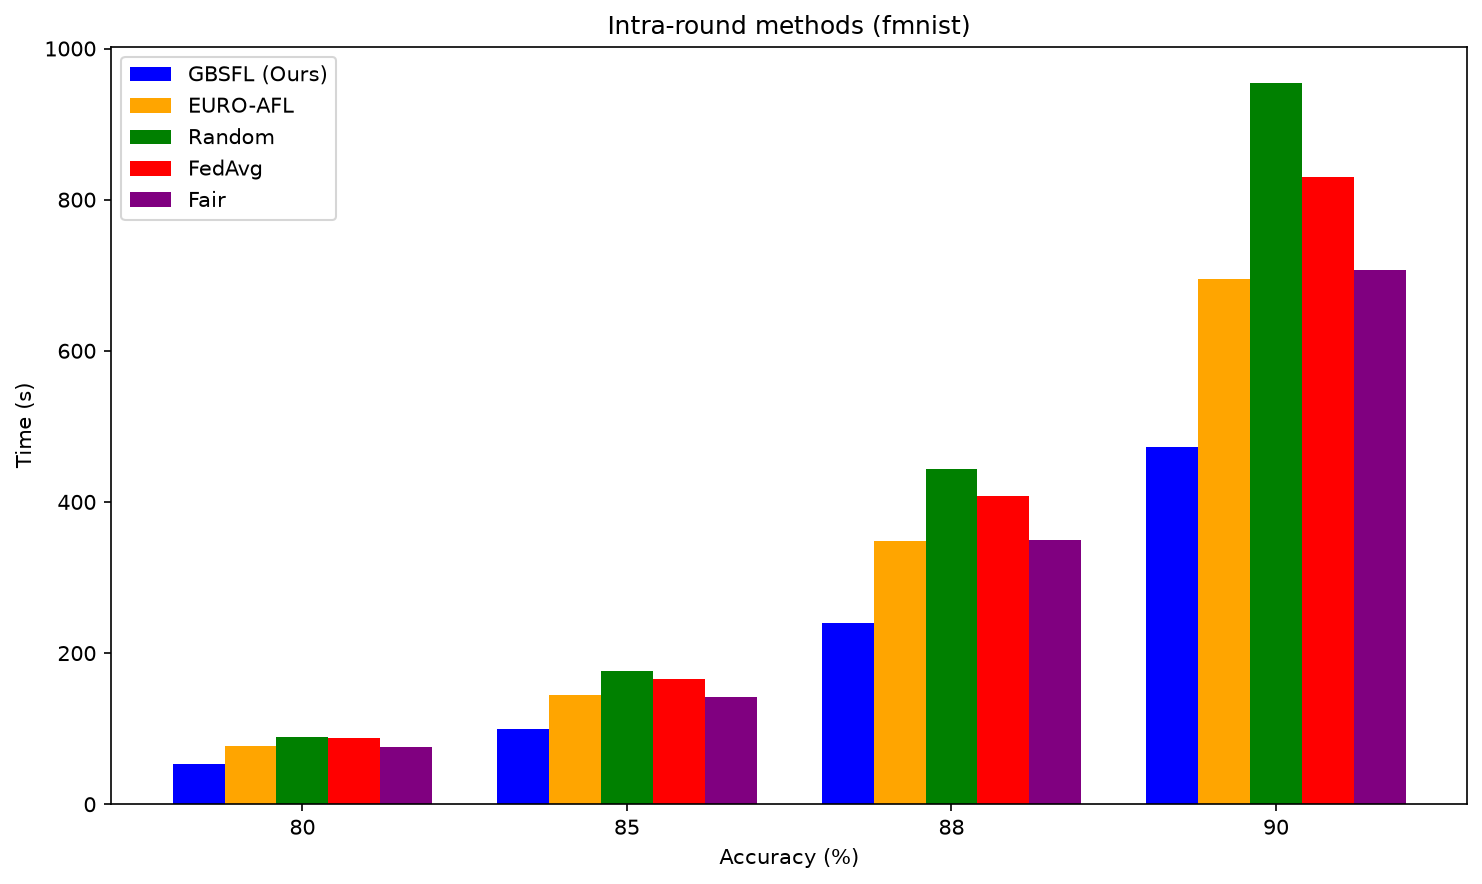 Intra-round methods (fmnist)
1000
800
600
400
200
0
Time (s)
GBSFL (Ours)
EURO-AFL
Random
FedAvg
Fair
80 85 88 90
Accuracy (%)